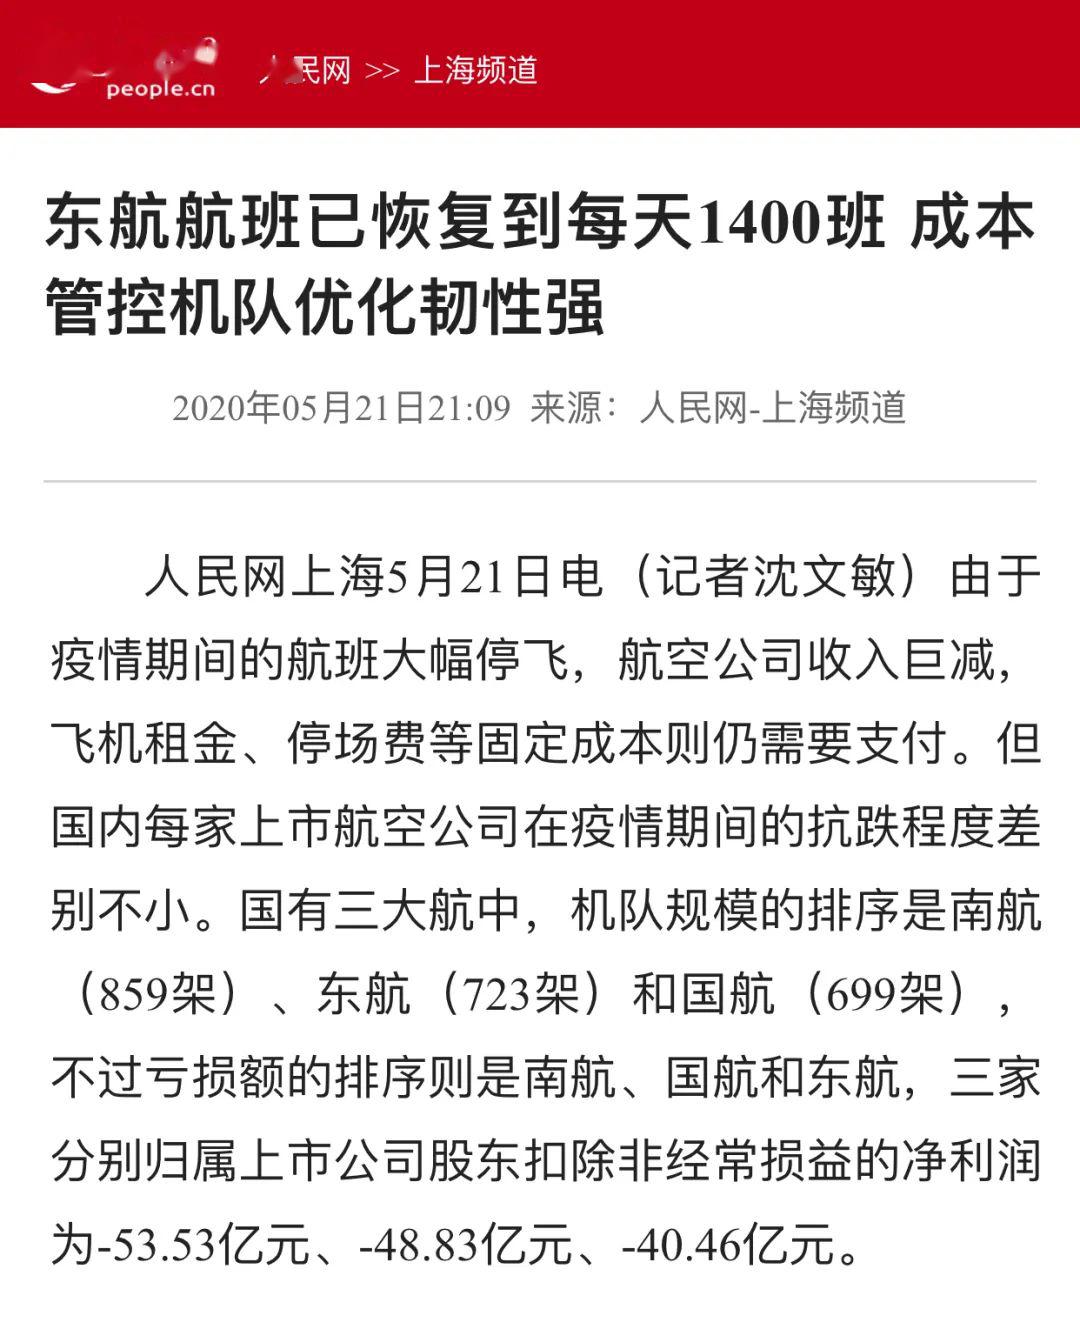 people.cn
人民网 >> 上海频道
东航航班已恢复到每天1400班 成本
管控机队优化韧性强
2020年05月21日21:09 来源：人民网-上海频道
人民网上海5月21日电（记者沈文敏）由于
疫情期间的航班大幅停飞，航空公司收入巨减，
飞机租金、停场费等固定成本则仍需要支付。但
国内每家上市航空公司在疫情期间的抗跌程度差
别不小。国有三大航中，机队规模的排序是南航
（859架）、东航（723架）和国航（699架），
不过亏损额的排序则是南航、国航和东航，三家
分别归属上市公司股东扣除非经常损益的净利润
为-53.53亿元、-48.83亿元、-40.46亿元。